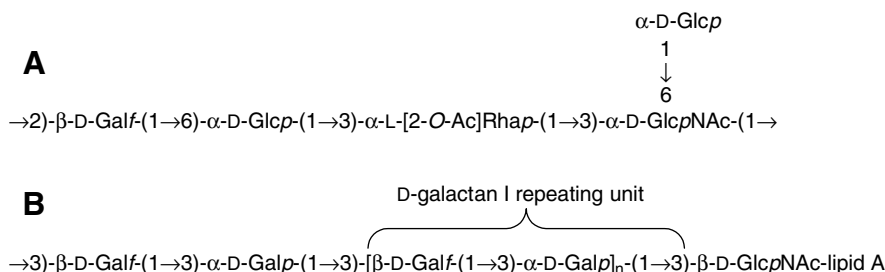 α-D-Glcp
1
↓
6
A
→2)-β-D-Galf-(1→6)-α-D-Glcp-(1→3)-α-L-[2-O-Ac]Rhap-(1→3)-α-D-GlcpNAc-(1→
B
D-galactan I repeating unit
→3)-β-D-Galf-(1→3)-α-D-Galp-(1→3)-[β-D-Galf-(1→3)-α-D-Galp]n-(1→3)-β-D-GlcpNAc-lipid A